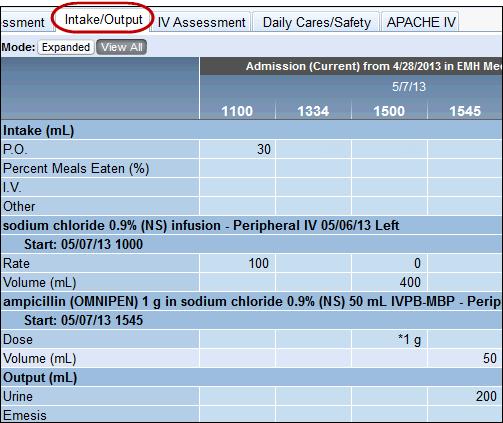 ssment Intake/Output IV Assessment Daily Cares/Safety APACHE IV
Mode: Expanded View All
Admission (Current) from 4/28/2013 in EMH Me
5/7/13
1100 1334 1500 1545
Intake (mL)
P.O. 30
Percent Meals Eaten (%)
I.V.
Other
sodium chloride 0.9% (NS) infusion - Peripheral IV 05/06/13 Left
Start: 05/07/13 1000
Rate 100 0
Volume (mL) 400
ampicillin (OMNIPEN) 1 g in sodium chloride 0.9% (NS) 50 mL IVPB-MBP - Perip
Start: 05/07/13 1545
Dose *1 g
Volume (mL) 50
Output (mL)
Urine 200
Emesis